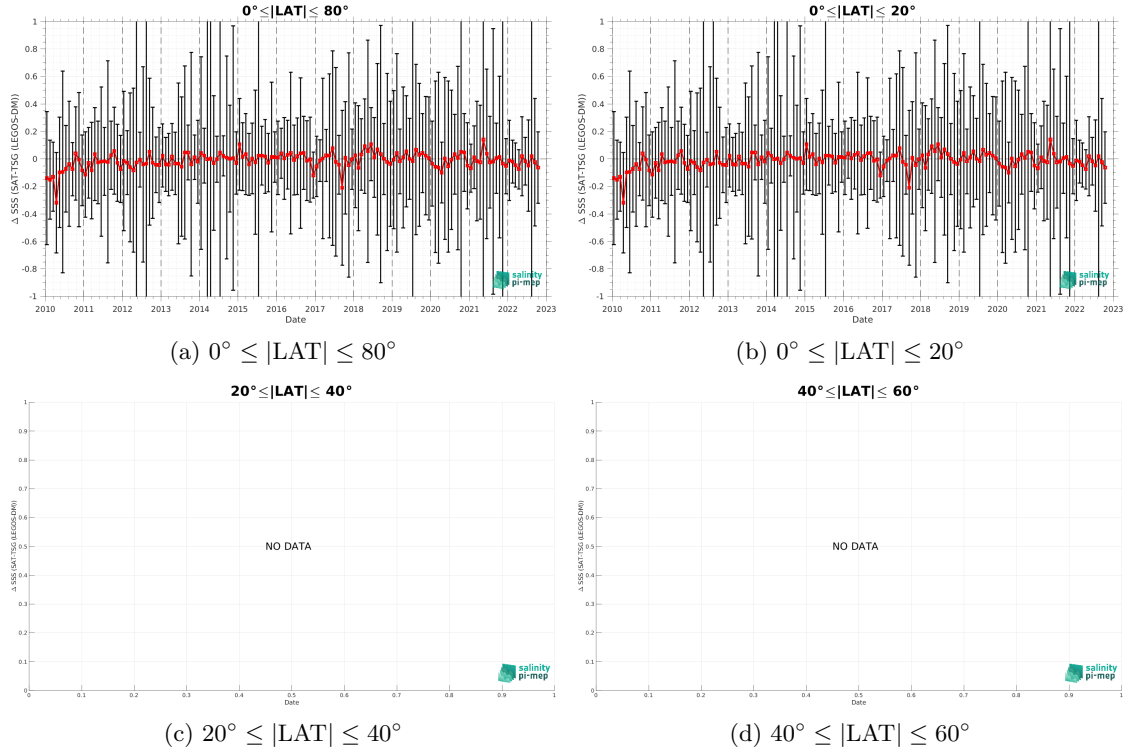 0°≤|LAT|≤ 80°
Δ SSS (SAT-TSG (LEGOS-DM))
1
0.8
0.6
0.4
0.2
0
-0.2
-0.4
-0.6
-0.8
-1
2010 2011 2012 2013 2014 2015 2016 2017 2018 2019 2020 2021 2022 2023
Date
salinity
pi-mep
(a) 0° ≤ |LAT| ≤ 80°
0°≤|LAT|≤ 20°
Δ SSS (SAT-TSG (LEGOS-DM))
1
0.8
0.6
0.4
0.2
0
-0.2
-0.4
-0.6
-0.8
-1
2010 2011 2012 2013 2014 2015 2016 2017 2018 2019 2020 2021 2022 2023
Date
salinity
pi-mep
(b) 0° ≤ |LAT| ≤ 20°
20°≤|LAT|≤ 40°
Δ SSS (SAT-TSG (LEGOS-DM))
1
0.9
0.8
0.7
0.6
0.5
0.4
0.3
0.2
0.1
0
NO DATA
0 0.1 0.2 0.3 0.4 0.5 0.6 0.7 0.8 0.9 1
Date
salinity
pi-mep
(c) 20° ≤ |LAT| ≤ 40°
40°≤|LAT|≤ 60°
Δ SSS (SAT-TSG (LEGOS-DM))
1
0.9
0.8
0.7
0.6
0.5
0.4
0.3
0.2
0.1
0
NO DATA
0 0.1 0.2 0.3 0.4 0.5 0.6 0.7 0.8 0.9 1
Date
salinity
pi-mep
(d) 40° ≤ |LAT| ≤ 60°